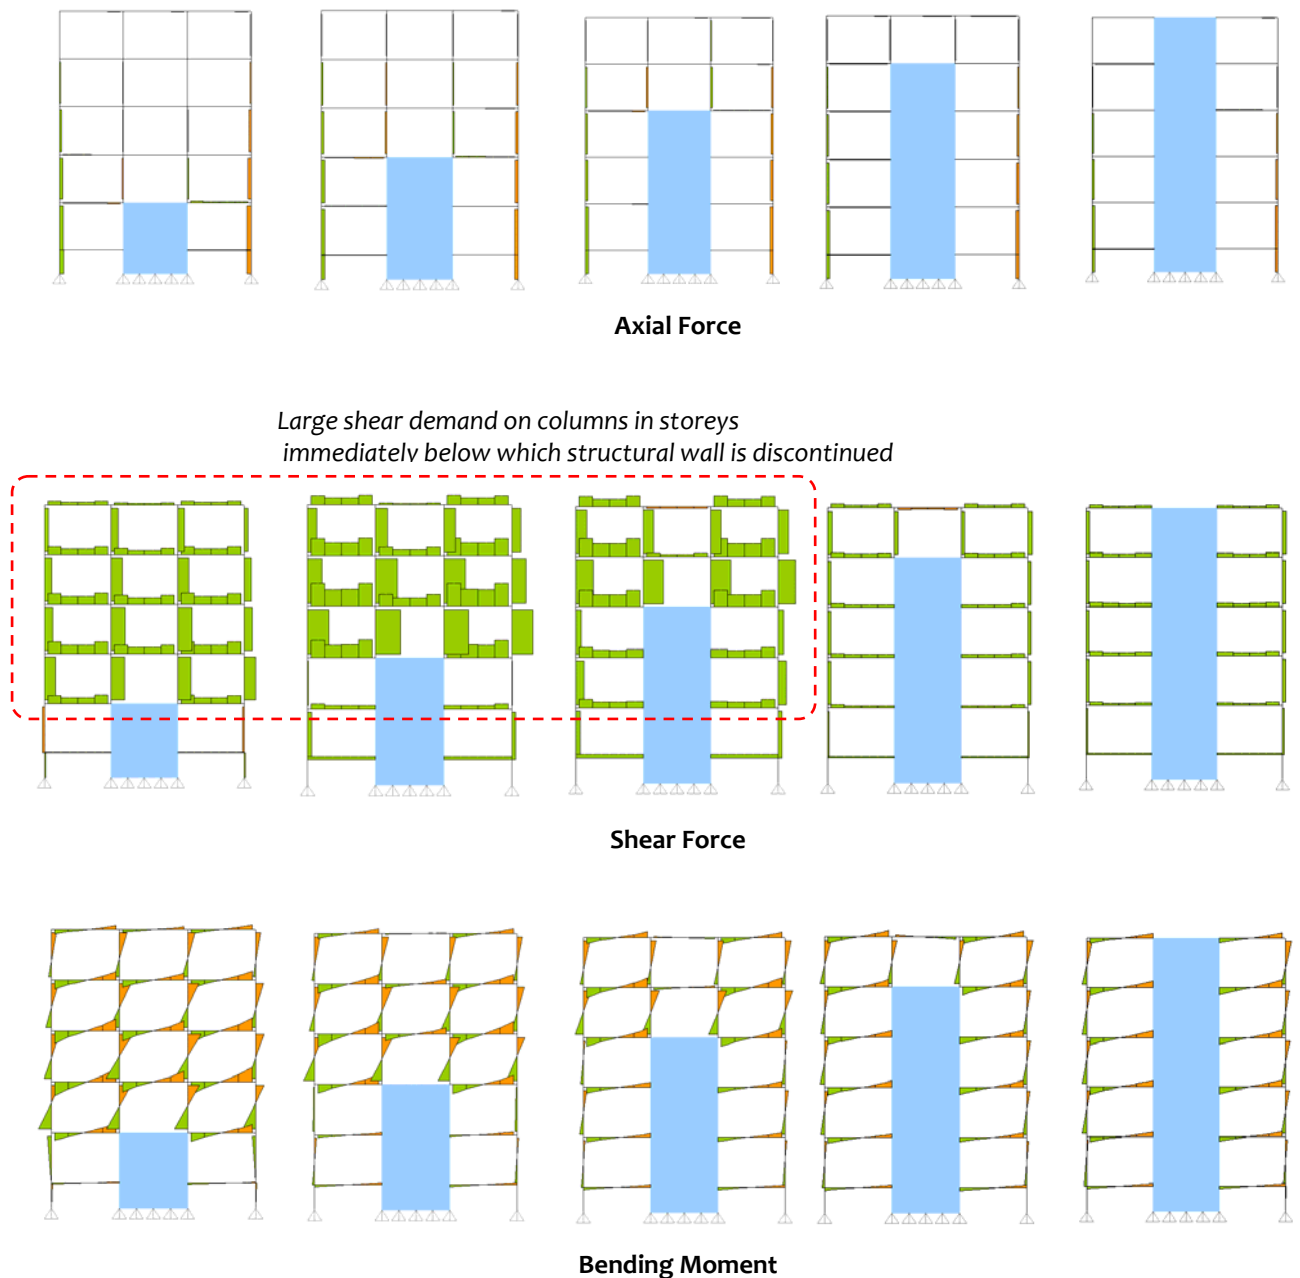 Axial Force
Large shear demand on columns in storeys
immediately below which structural wall is discontinued
Shear Force
Bending Moment